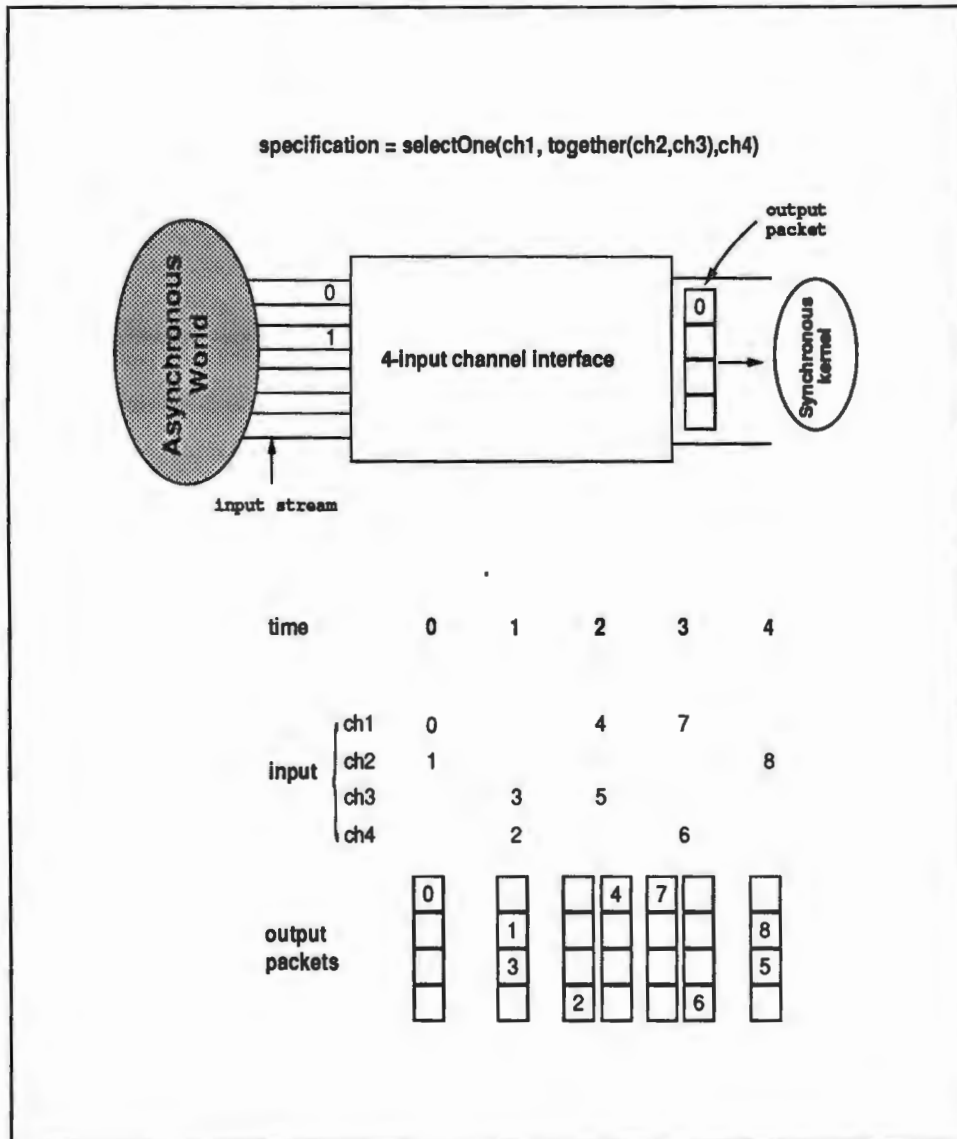 specification = selectOne(ch1, together(ch2,ch3),ch4)
output
packet
Asynchronous
World
0
1
4-input channel interface
0
Synchronous
kernel
input stream
time 0 1 2 3 4
ch1 0 4 7
input
ch2 1 8
ch3 3 5
ch4 2 6
output
packets
0 4 7
1 8
3 5
2 6